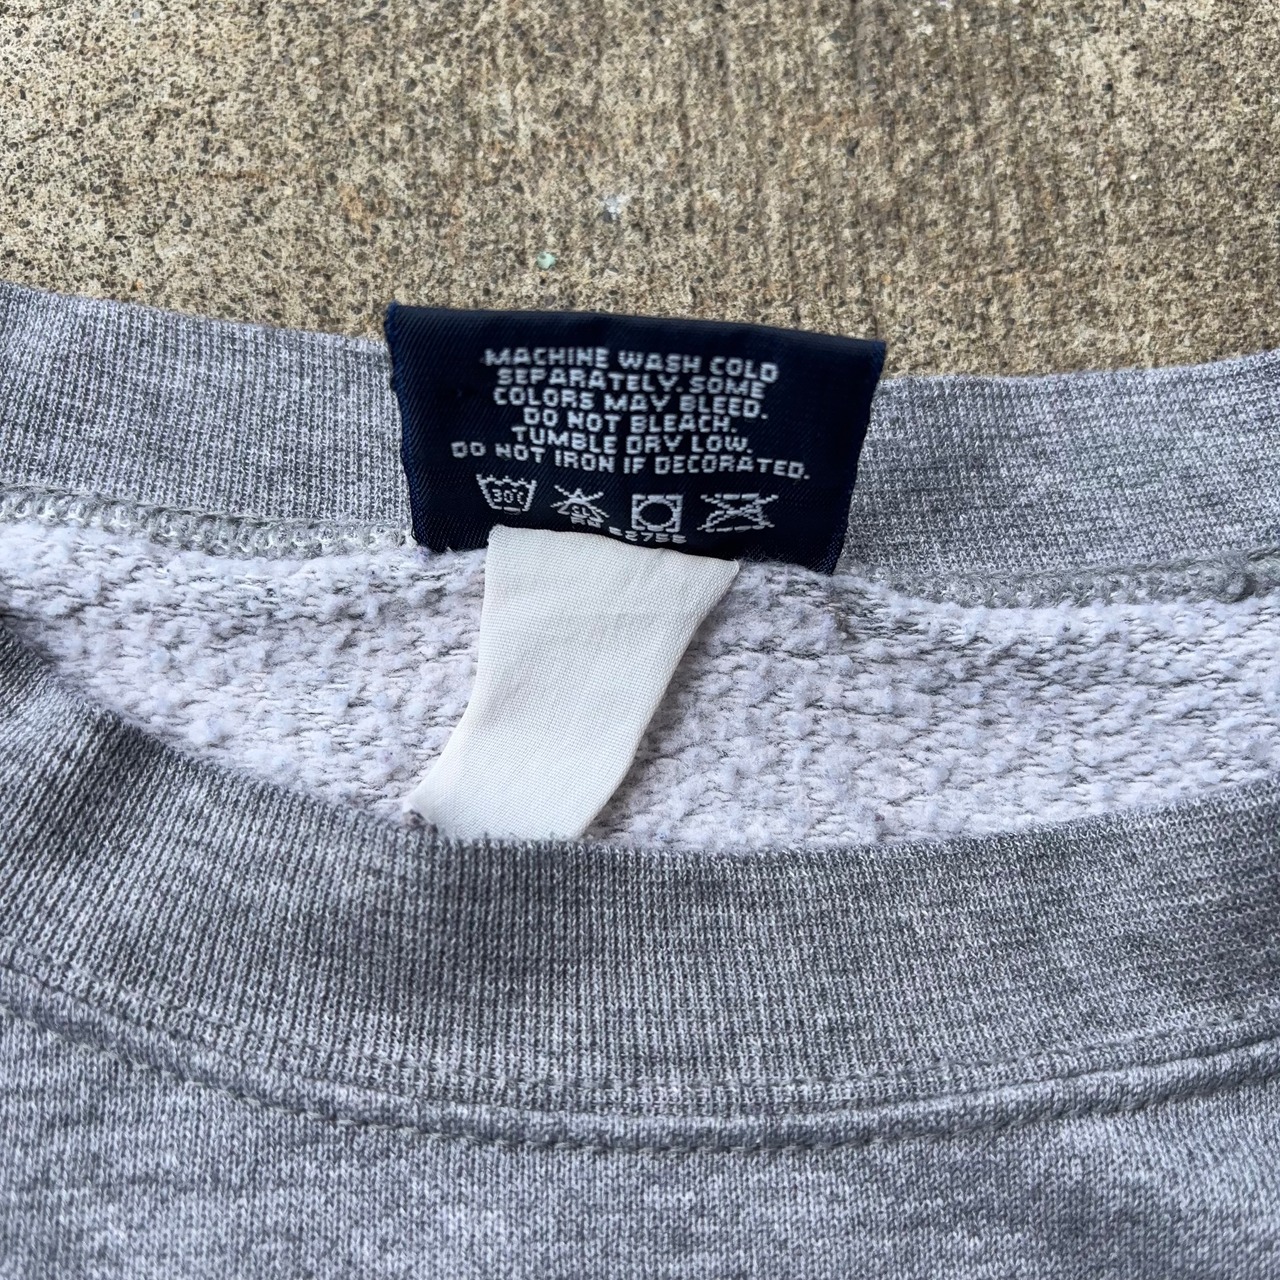 MACHINE WASH COLD
SEPARATELY. SOME
COLORS MAY BLEED.
DO NOT BLEACH.
TUMBLE DRY LOW.
DO NOT IRON IF DECORATED.
30°C